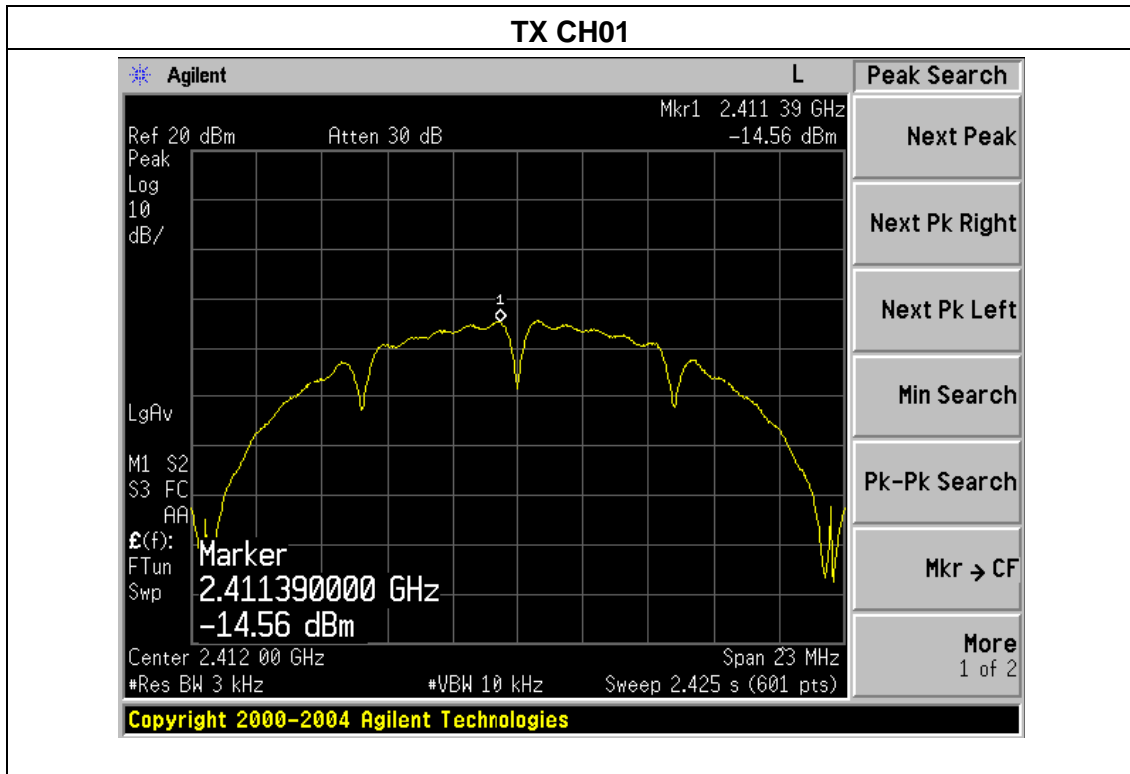 TX CH01
Agilent L Peak Search
Mkr1 2.411 39 GHz
Ref 20 dBm Atten 30 dB -14.56 dBm
Peak
Log
10
dB/
1
LgAv
M1 S2
S3 FC
AA
£(f):
FTun
Swp
Marker
2.411390000 GHz
-14.56 dBm
Center 2.412 00 GHz Span 23 MHz
#Res BW 3 kHz #VBW 10 kHz Sweep 2.425 s (601 pts)
Copyright 2000-2004 Agilent Technologies
Next Peak
Next Pk Right
Next Pk Left
Min Search
Pk-Pk Search
Mkr → CF
More
1 of 2